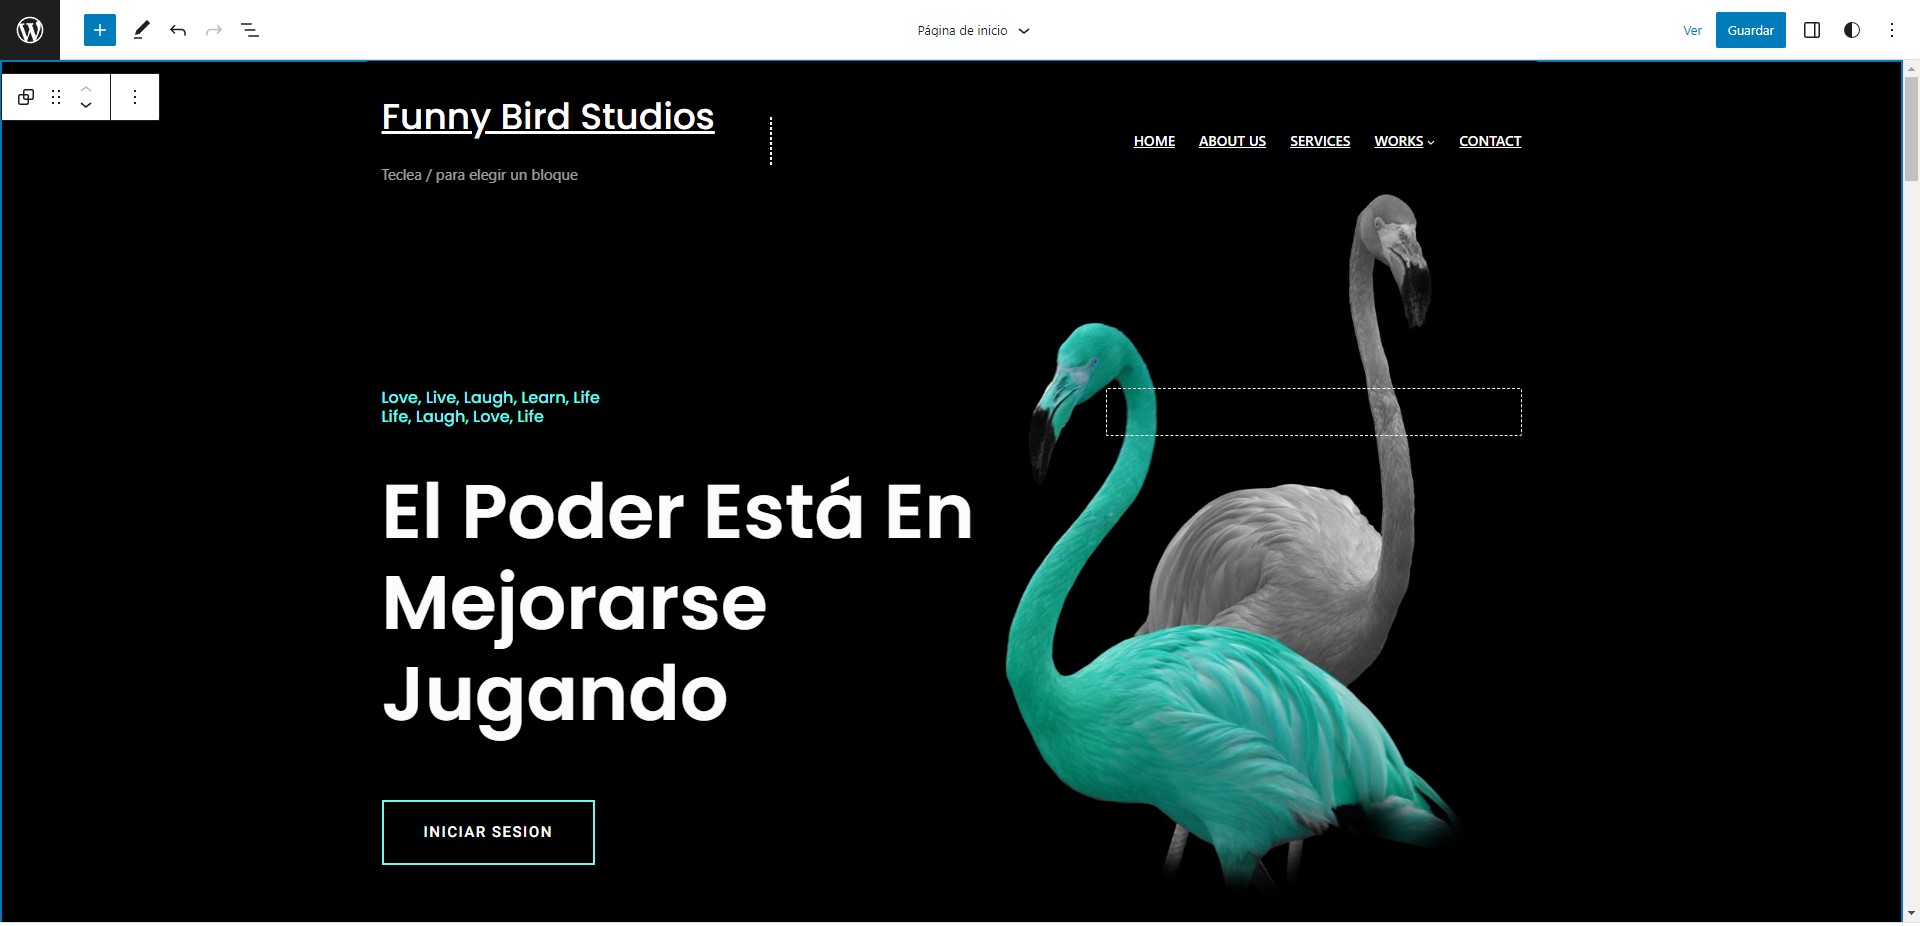 Página de inicio
Ver
Guardar
Funny Bird Studios
HOME ABOUT US SERVICES WORKS CONTACT
Teclea / para elegir un bloque
Love, Live, Laugh, Learn, Life
Life, Laugh, Love, Life
El Poder Está En
Mejorarse
Jugando
INICIAR SESION